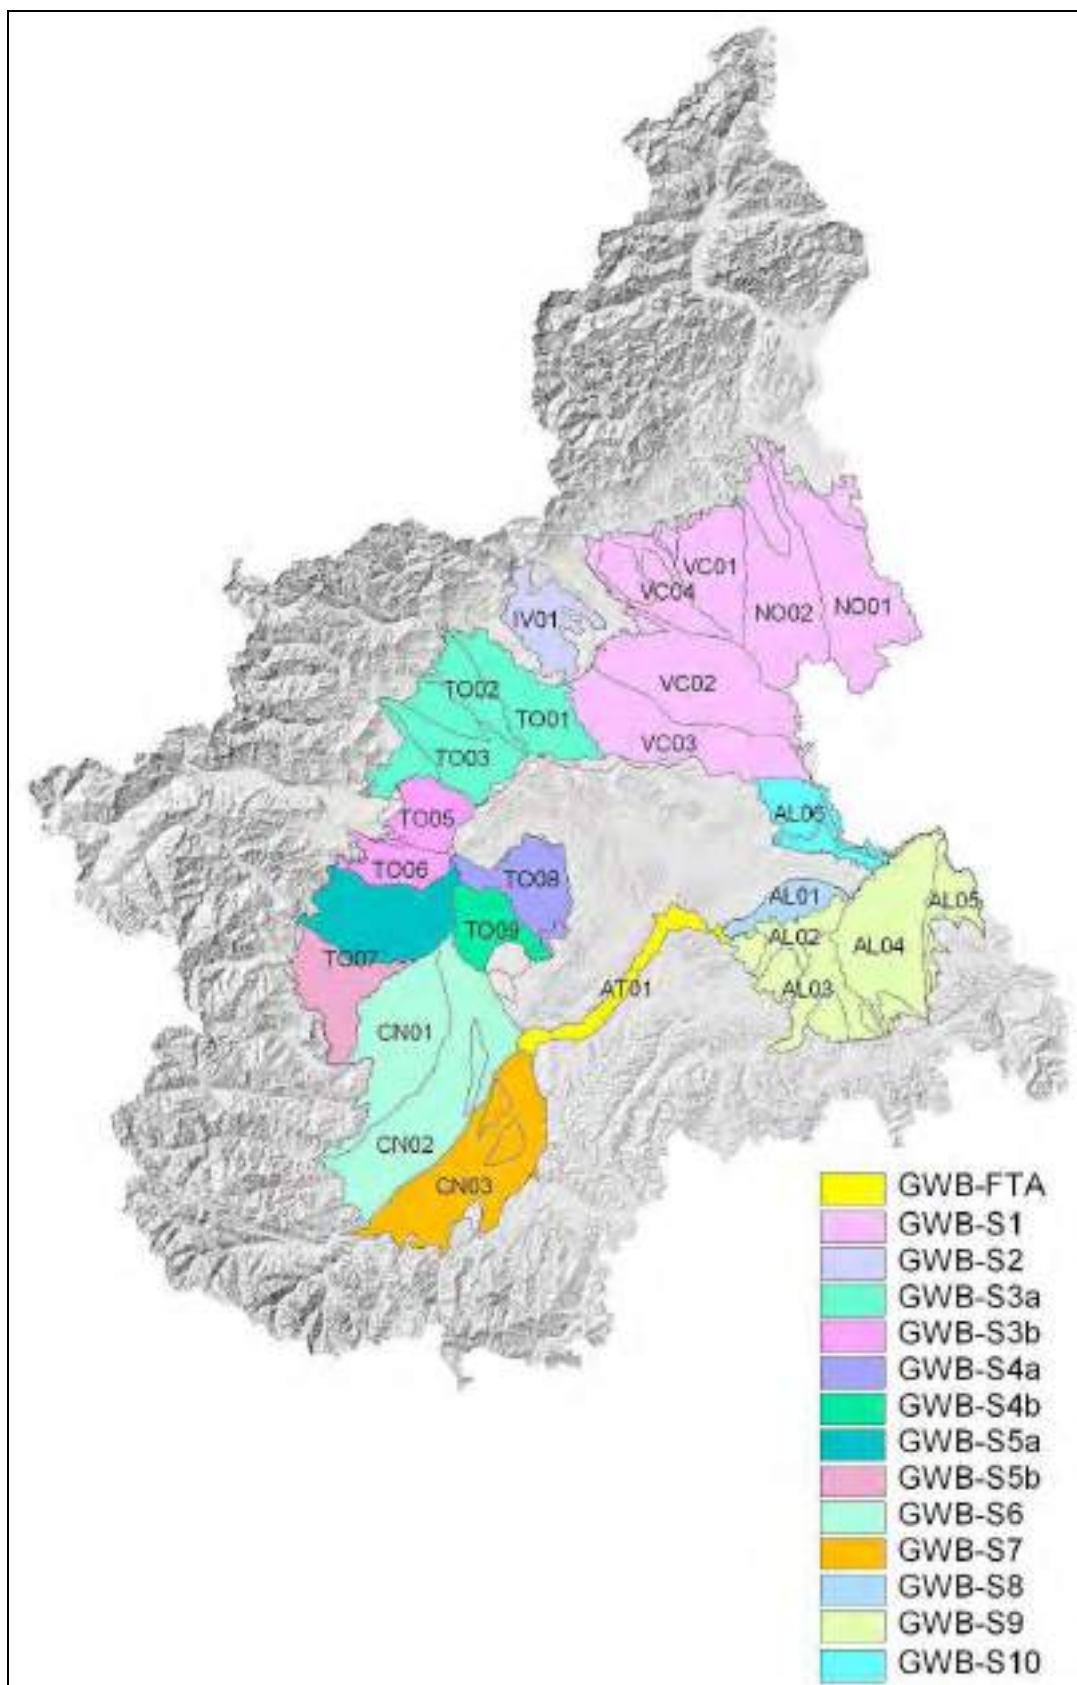 VC01
VC04
NO02
NO01
IV01
VC02
TO02
TO01
VC03
TO03
TO05
AL06
TO06
TO08
AL01
AL05
TO09
AL02
AL04
TO07
AT01
AL03
CN01
CN02
CN03
GWB-FTA
GWB-S1
GWB-S2
GWB-S3a
GWB-S3b
GWB-S4a
GWB-S4b
GWB-S5a
GWB-S5b
GWB-S6
GWB-S7
GWB-S8
GWB-S9
GWB-S10